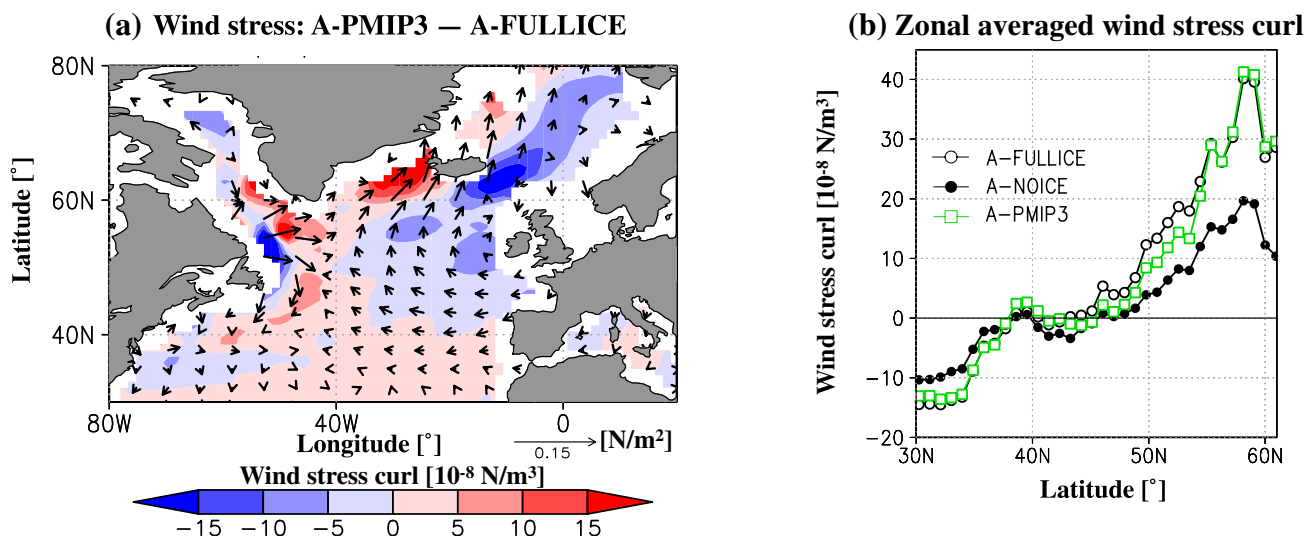 (a) Wind stress: A-PMIP3 — A-FULLICE
80N
60N
40N
Latitude [°]
80W
40W
0
Longitude [°]
0.15
[N/m²]
Wind stress curl [10⁻⁸ N/m³]
−15 −10 −5 0 5 10 15
(b) Zonal averaged wind stress curl
40
30
20
10
0
−10
−20
Wind stress curl [10⁻⁸ N/m³]
A−FULLICE
A−NOICE
A−PMIP3
30N 40N 50N 60N
Latitude [°]